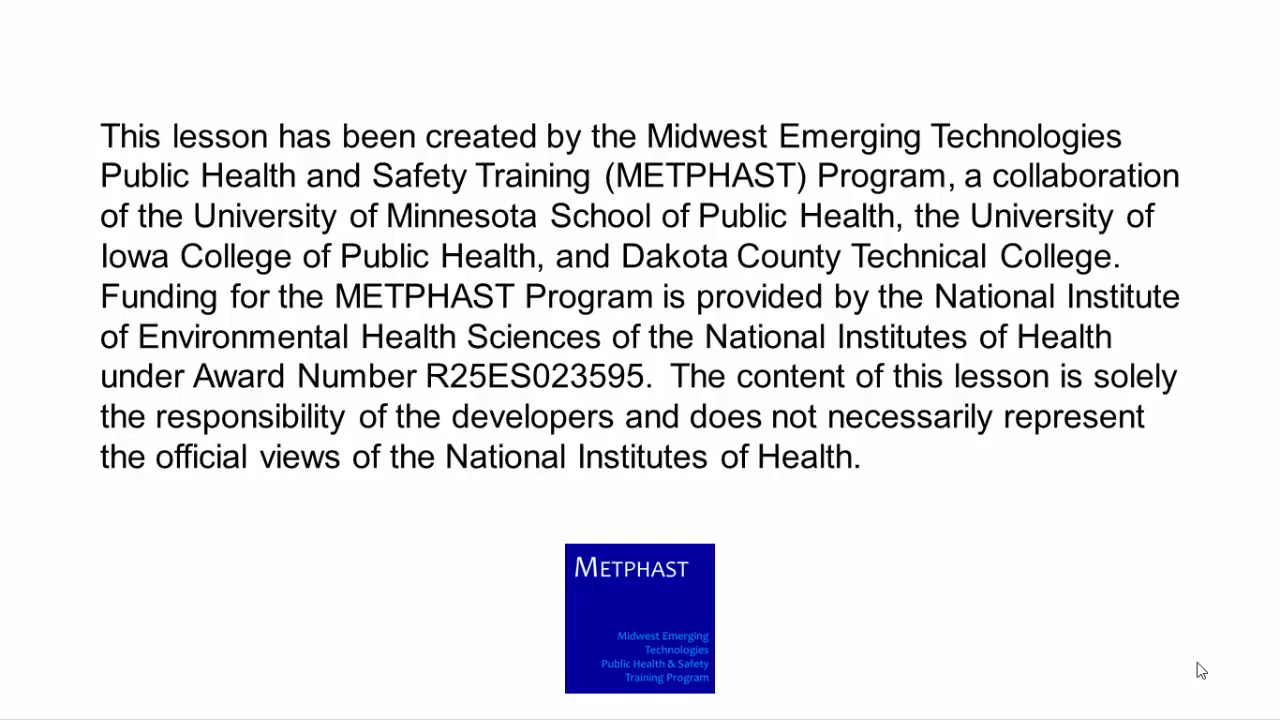 This lesson has been created by the Midwest Emerging Technologies
Public Health and Safety Training (METPHAST) Program, a collaboration
of the University of Minnesota School of Public Health, the University of
Iowa College of Public Health, and Dakota County Technical College.
Funding for the METPHAST Program is provided by the National Institute
of Environmental Health Sciences of the National Institutes of Health
under Award Number R25ES023595.  The content of this lesson is solely
the responsibility of the developers and does not necessarily represent
the official views of the National Institutes of Health.
METPHAST
Midwest Emerging
Technologies
Public Health & Safety
Training Program